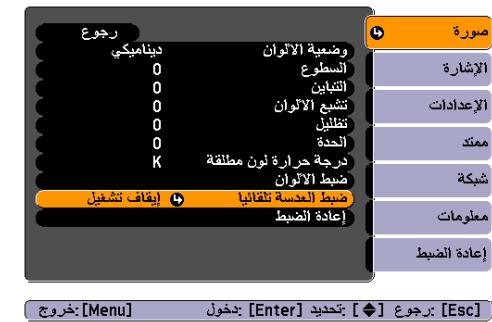 صورة
الإشارة
الإعدادات
ممتد
شبكة
معلومات
إعادة الضبط
رجوع
وضعية الألوان ديناميكي
السطوع 0
التباين 0
تشبع الألوان 0
تظليل 0
الحدة 0
درجة حرارة لون مطلقة K
ضبط الألوان
ضبط العدسة تلقائيا إيقاف تشغيل
إعادة الضبط
[Esc] :رجوع [♦] :تحديد [Enter] :دخول [Menu] :خروج